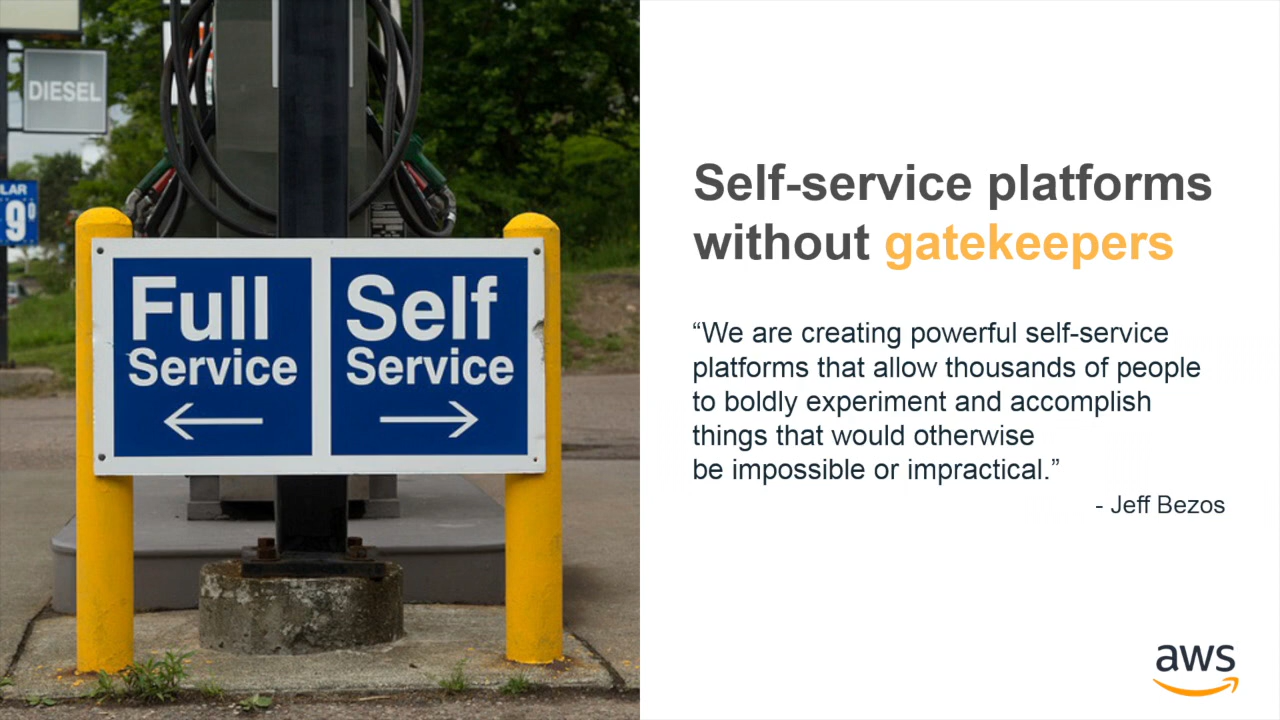 DIESEL
LAR
9⁰
Full
Service
Self
Service
Self-service platforms
without gatekeepers
“We are creating powerful self-service
platforms that allow thousands of people
to boldly experiment and accomplish
things that would otherwise
be impossible or impractical.”
- Jeff Bezos
aws